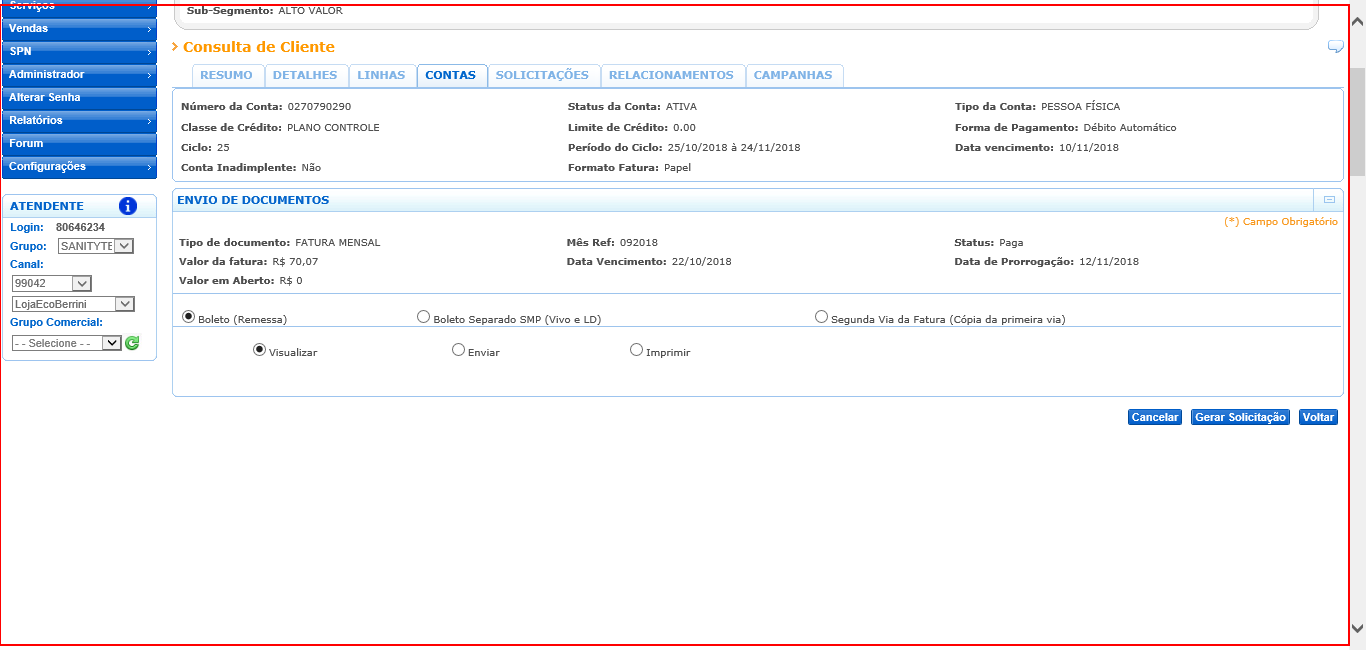 Serviços
Vendas
SPN
Administrador
Alterar Senha
Relatórios
Forum
Configurações
ATENDENTE
Login: 80646234
Grupo: SANITYTE
Canal:
99042
LojaEcoBerrini
Grupo Comercial:
- - Selecione - -
Sub-Segmento: ALTO VALOR
Consulta de Cliente
RESUMO DETALHES LINHAS CONTAS SOLICITAÇÕES RELACIONAMENTOS CAMPANHAS
Número da Conta: 0270790290 Status da Conta: ATIVA Tipo da Conta: PESSOA FÍSICA
Classe de Crédito: PLANO CONTROLE Limite de Crédito: 0.00 Forma de Pagamento: Débito Automático
Ciclo: 25 Período do Ciclo: 25/10/2018 à 24/11/2018 Data vencimento: 10/11/2018
Conta Inadimplente: Não Formato Fatura: Papel
ENVIO DE DOCUMENTOS
(*) Campo Obrigatório
Tipo de documento: FATURA MENSAL Mês Ref: 092018 Status: Paga
Valor da fatura: R$ 70,07 Data Vencimento: 22/10/2018 Data de Prorrogação: 12/11/2018
Valor em Aberto: R$ 0
Boleto (Remessa) Boleto Separado SMP (Vivo e LD) Segunda Via da Fatura (Cópia da primeira via)
Visualizar Enviar Imprimir
Cancelar Gerar Solicitação Voltar